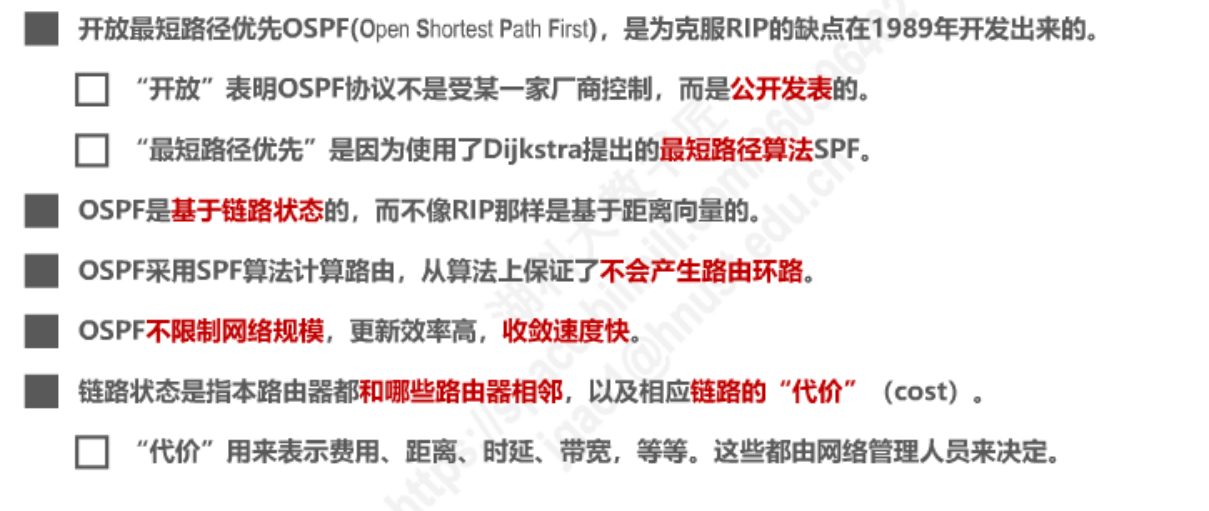 开放最短路径优先OSPF(Open Shortest Path First)，是为克服RIP的缺点在1989年开发出来的。
“开放”表明OSPF协议不是受某一家厂商控制，而是公开发表的。
“最短路径优先”是因为使用了Dijkstra提出的最短路径算法SPF。
OSPF是基于链路状态的，而不像RIP那样是基于距离向量的。
OSPF采用SPF算法计算路由，从算法上保证了不会产生路由环路。
OSPF不限制网络规模，更新效率高，收敛速度快。
链路状态是指本路由器都和哪些路由器相邻，以及相应链路的“代价”（cost）。
“代价”用来表示费用、距离、时延、带宽，等等。这些都由网络管理人员来决定。